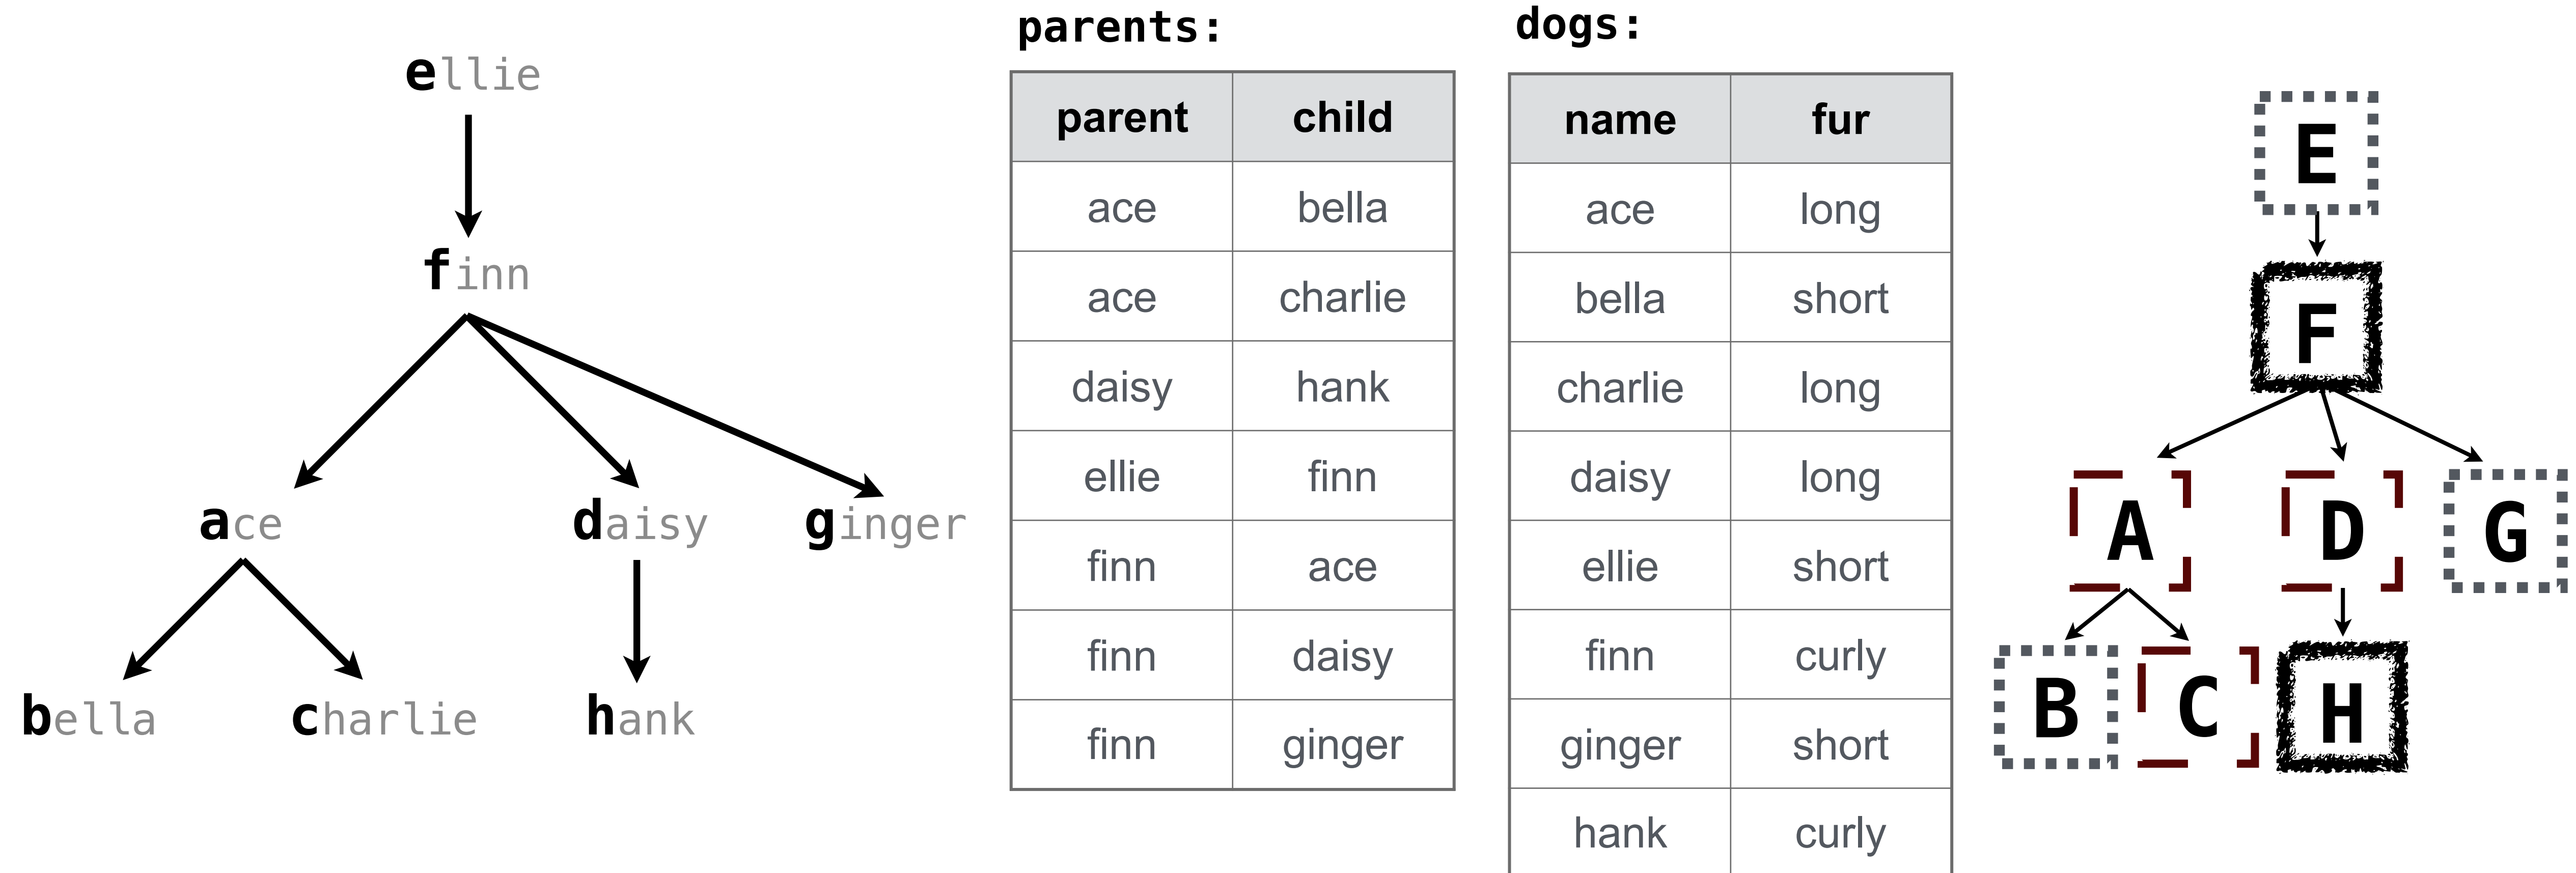 ellie
finn
ace daisy ginger
bella charlie hank
parents:
parent child
ace bella
ace charlie
daisy hank
ellie finn
finn ace
finn daisy
finn ginger
dogs:
name fur
ace long
bella short
charlie long
daisy long
ellie short
finn curly
ginger short
hank curly
E
F
A D G
B C H